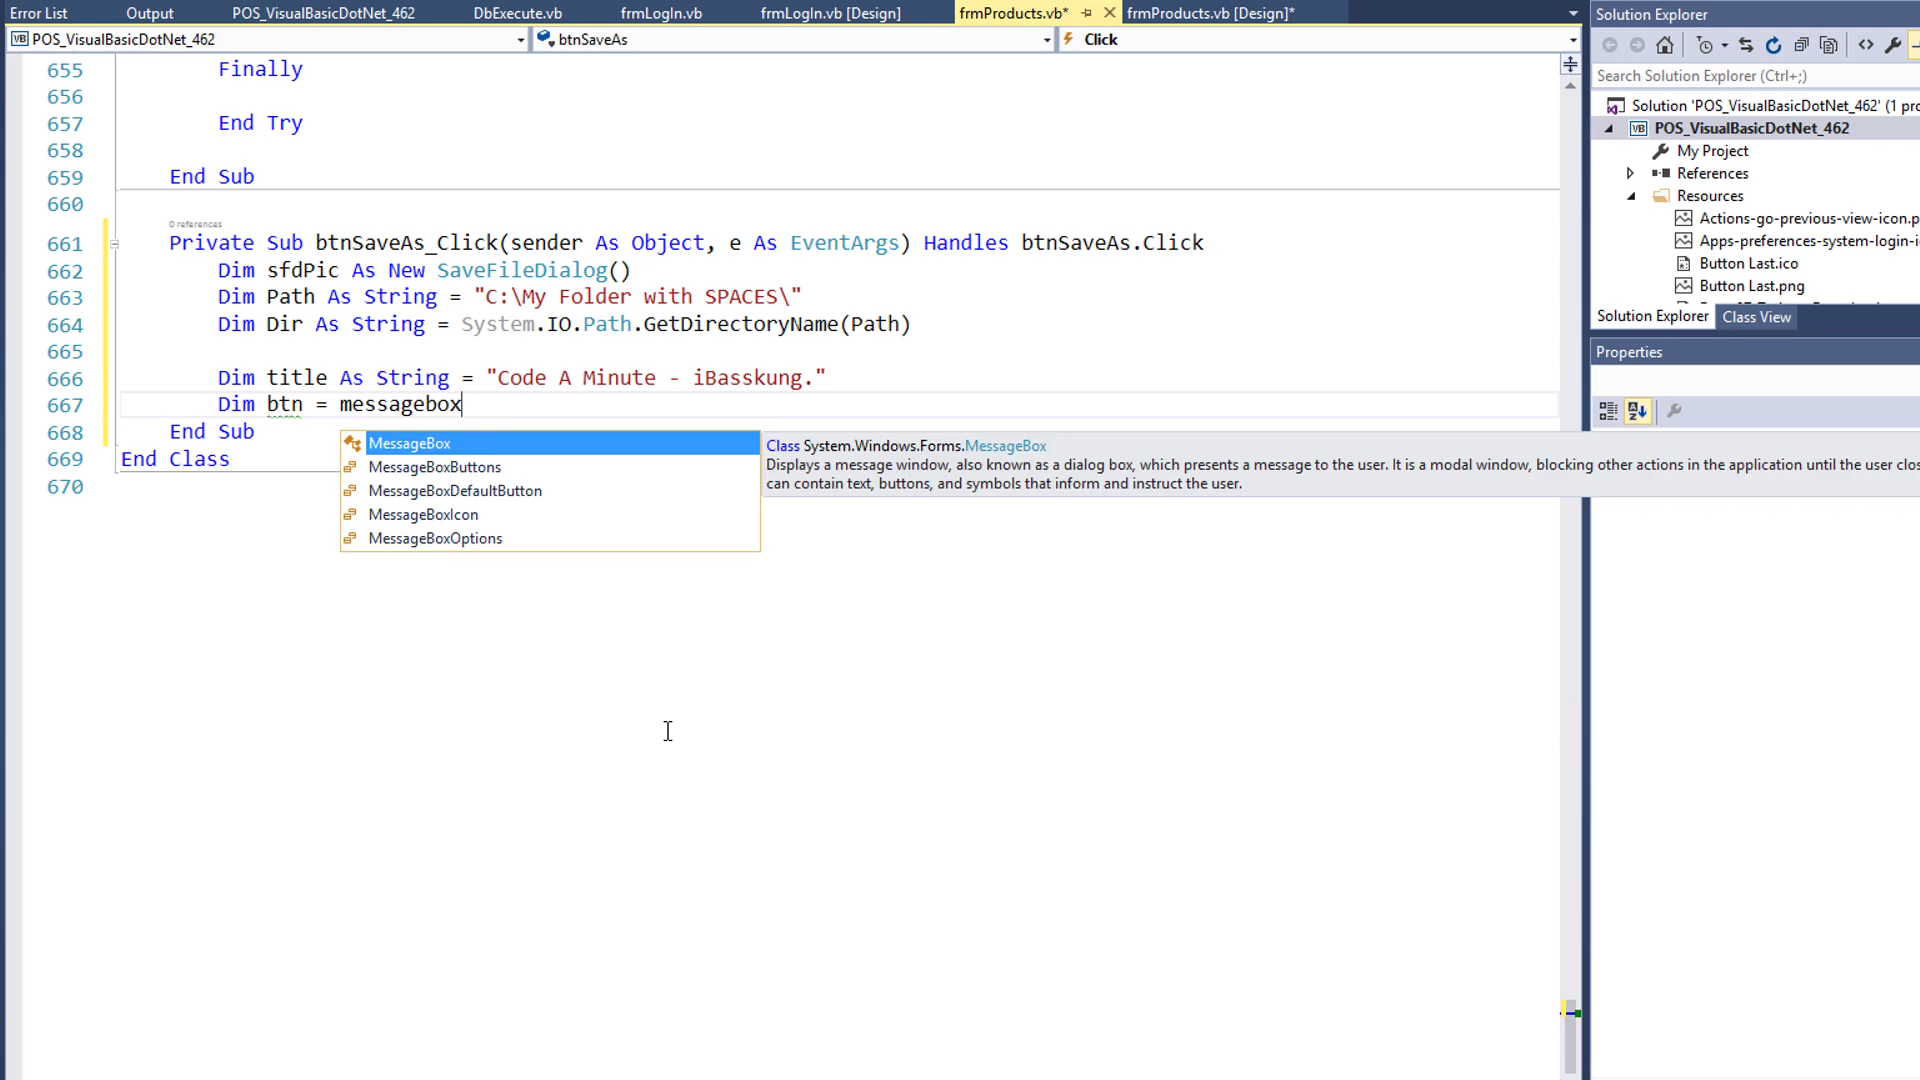 Error List Output POS_VisualBasicDotNet_462 DbExecute.vb frmLogIn.vb frmLogIn.vb [Design] frmProducts.vb* frmProducts.vb [Design]*
POS_VisualBasicDotNet_462 btnSaveAs Click
655 Finally
656
657 End Try
658
659 End Sub
660
0 references
661 Private Sub btnSaveAs_Click(sender As Object, e As EventArgs) Handles btnSaveAs.Click
662 Dim sfdPic As New SaveFileDialog()
663 Dim Path As String = "C:\My Folder with SPACES\"
664 Dim Dir As String = System.IO.Path.GetDirectoryName(Path)
665
666 Dim title As String = "Code A Minute - iBasskung."
667 Dim btn = messagebox
668 End Sub
669 End Class
670
MessageBox
MessageBoxButtons
MessageBoxDefaultButton
MessageBoxIcon
MessageBoxOptions
Class System.Windows.Forms.MessageBox
Displays a message window, also known as a dialog box, which presents a message to the user. It is a modal window, blocking other actions in the application until the user clos
can contain text, buttons, and symbols that inform and instruct the user.
Solution Explorer
Search Solution Explorer (Ctrl+;)
Solution 'POS_VisualBasicDotNet_462' (1 pro
POS_VisualBasicDotNet_462
My Project
References
Resources
Actions-go-previous-view-icon.p
Apps-preferences-system-login-i
Button Last.ico
Button Last.png
Solution Explorer Class View
Properties